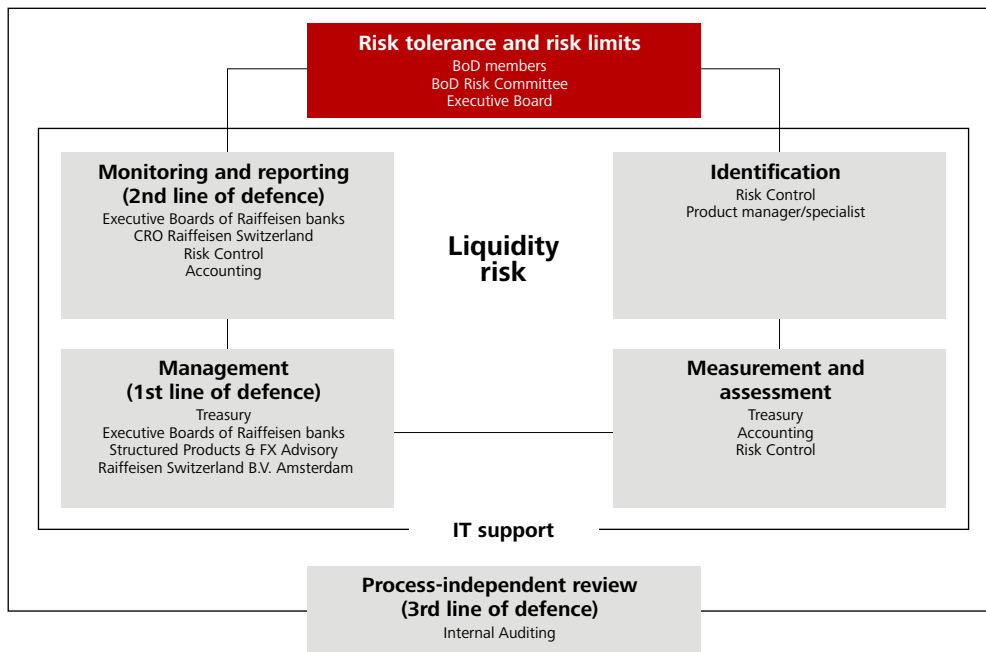 Risk tolerance and risk limits
BoD members
BoD Risk Committee
Executive Board
Monitoring and reporting
(2nd line of defence)
Executive Boards of Raiffeisen banks
CRO Raiffeisen Switzerland
Risk Control
Accounting
Identification
Risk Control
Product manager/specialist
Liquidity
risk
Management
(1st line of defence)
Treasury
Executive Boards of Raiffeisen banks
Structured Products & FX Advisory
Raiffeisen Switzerland B.V. Amsterdam
Measurement and
assessment
Treasury
Accounting
Risk Control
IT support
Process-independent review
(3rd line of defence)
Internal Auditing